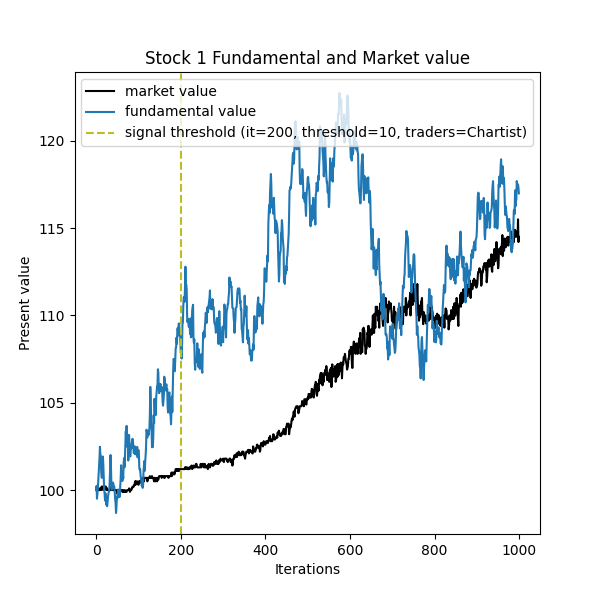 Stock 1 Fundamental and Market value
market value
fundamental value
signal threshold (it=200, threshold=10, traders=Chartist)
120
115
110
105
100
Present value
0 200 400 600 800 1000
Iterations